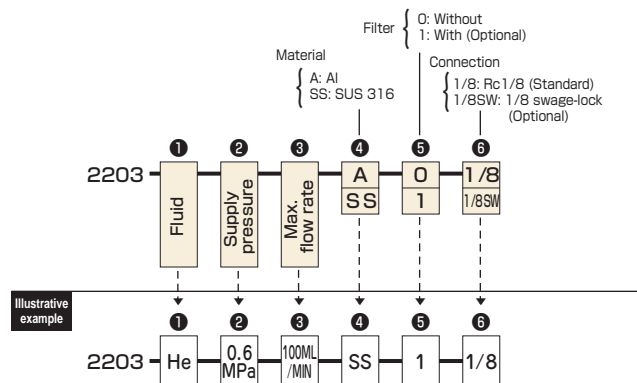 Filter
0: Without
1: With (Optional)
Material
A: Al
SS: SUS 316
Connection
1/8: Rc1/8 (Standard)
1/8SW: 1/8 swage-lock
(Optional)
❶ ❷ ❸ ❹ ❺ ❻
2203
Fluid
Supply
pressure
Max.
flow rate
A
SS
0
1
1/8
1/8SW
Illustrative
example
❶ ❷ ❸ ❹ ❺ ❻
2203
He
0.6
MPa
100ML
/MIN
SS
1
1/8